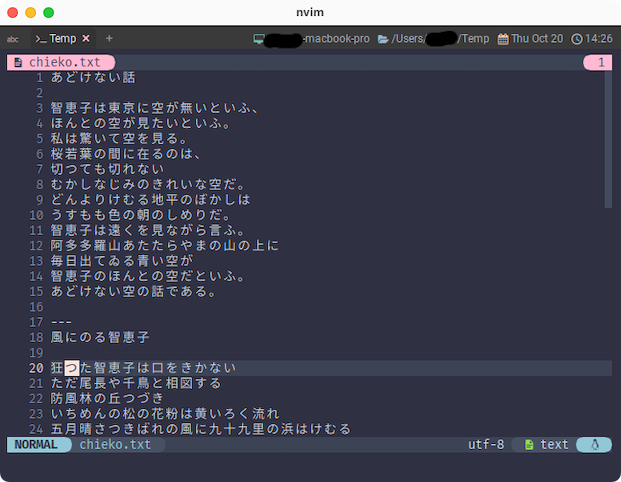 nvim
abc >_ Temp × + -macbook-pro /Users/ /Temp Thu Oct 20 14:26
chieko.txt 1
1 あどけない話
2
3 智恵子は東京に空が無いといふ、
4 ほんとの空が見たいといふ。
5 私は驚いて空を見る。
6 桜若葉の間に在るのは、
7 切つても切れない
8 むかしなじみのきれいな空だ。
9 どんよりけむる地平のぼかしは
10 うすもも色の朝のしめりだ。
11 智恵子は遠くを見ながら言ふ。
12 阿多多羅山あたたらやまの山の上に
13 毎日出てゐる青い空が
14 智恵子のほんとの空だといふ。
15 あどけない空の話である。
16
17 ---
18 風にのる智恵子
19
20 狂つた智恵子は口をきかない
21 ただ尾長や千鳥と相図する
22 防風林の丘つづき
23 いちめんの松の花粉は黄いろく流れ
24 五月晴さつきばれの風に九十九里の浜はけむる
NORMAL chieko.txt utf-8 text